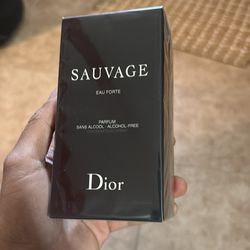 SAUVAGE
EAU FORTE
PARFUM
SANS ALCOOL - ALCOHOL-FREE
Dior